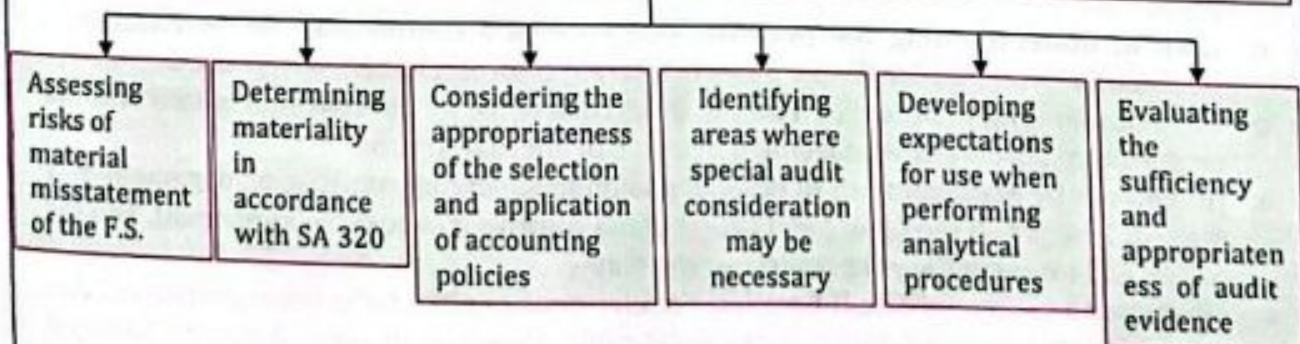 Assessing
risks of
material
misstatement
of the F.S.
Determining
materiality
in
accordance
with SA 320
Considering the
appropriateness
of the selection
and application
of accounting
policies
Identifying
areas where
special audit
consideration
may be
necessary
Developing
expectations
for use when
performing
analytical
procedures
Evaluating
the
sufficiency
and
appropriaten
ess of audit
evidence